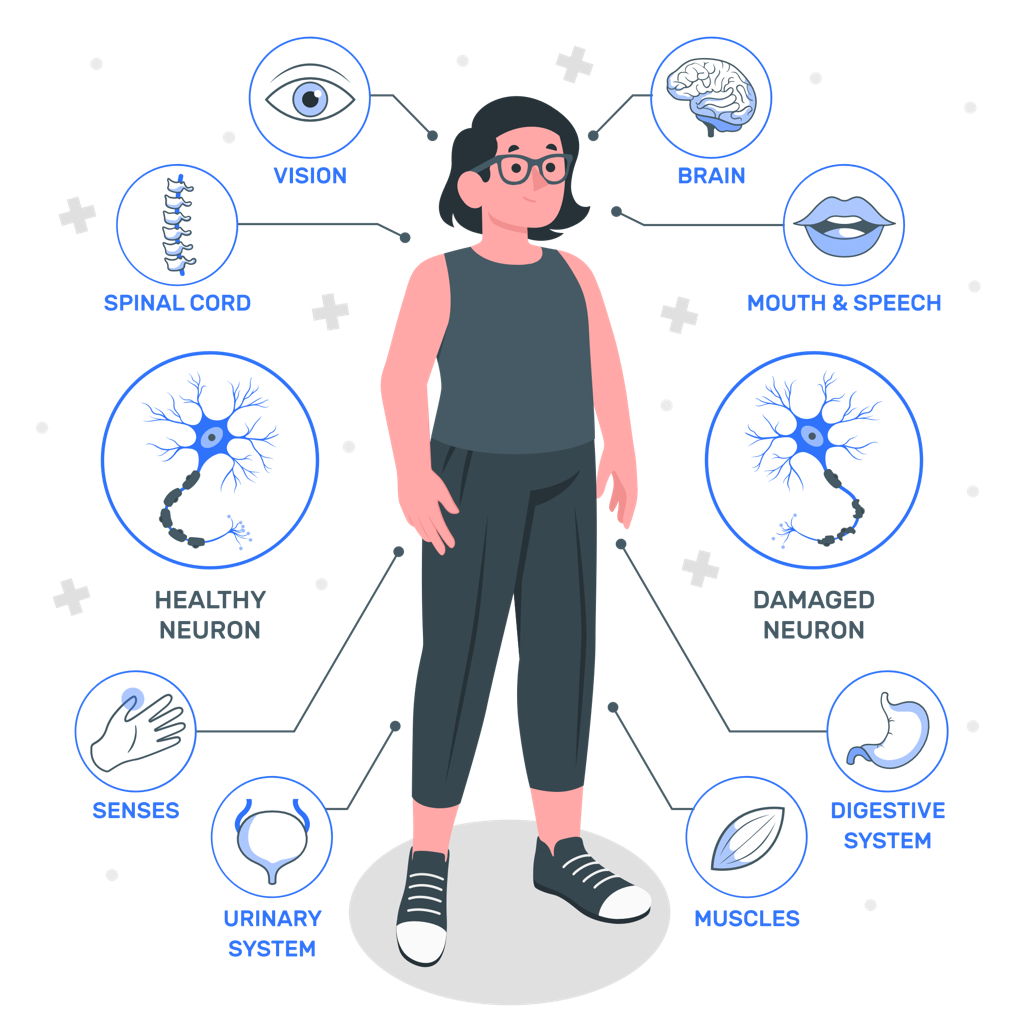 VISION
BRAIN
SPINAL CORD
MOUTH & SPEECH
HEALTHY
NEURON
DAMAGED
NEURON
SENSES
DIGESTIVE
SYSTEM
URINARY
SYSTEM
MUSCLES